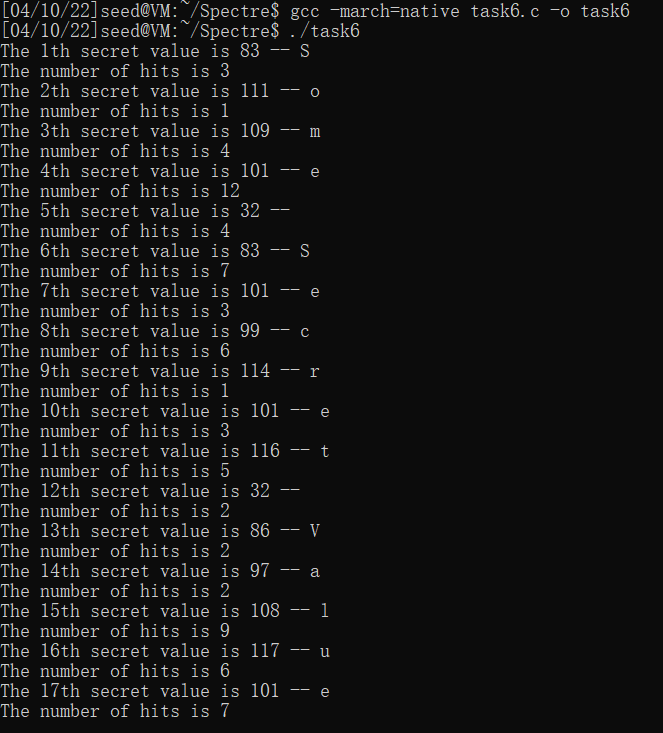 [04/10/22]seed@VM:~/Spectre$ gcc -march=native task6.c -o task6
[04/10/22]seed@VM:~/Spectre$ ./task6
The 1th secret value is 83 -- S
The number of hits is 3
The 2th secret value is 111 -- o
The number of hits is 1
The 3th secret value is 109 -- m
The number of hits is 4
The 4th secret value is 101 -- e
The number of hits is 12
The 5th secret value is 32 --
The number of hits is 4
The 6th secret value is 83 -- S
The number of hits is 7
The 7th secret value is 101 -- e
The number of hits is 3
The 8th secret value is 99 -- c
The number of hits is 6
The 9th secret value is 114 -- r
The number of hits is 1
The 10th secret value is 101 -- e
The number of hits is 3
The 11th secret value is 116 -- t
The number of hits is 5
The 12th secret value is 32 --
The number of hits is 2
The 13th secret value is 86 -- V
The number of hits is 2
The 14th secret value is 97 -- a
The number of hits is 2
The 15th secret value is 108 -- l
The number of hits is 9
The 16th secret value is 117 -- u
The number of hits is 6
The 17th secret value is 101 -- e
The number of hits is 7